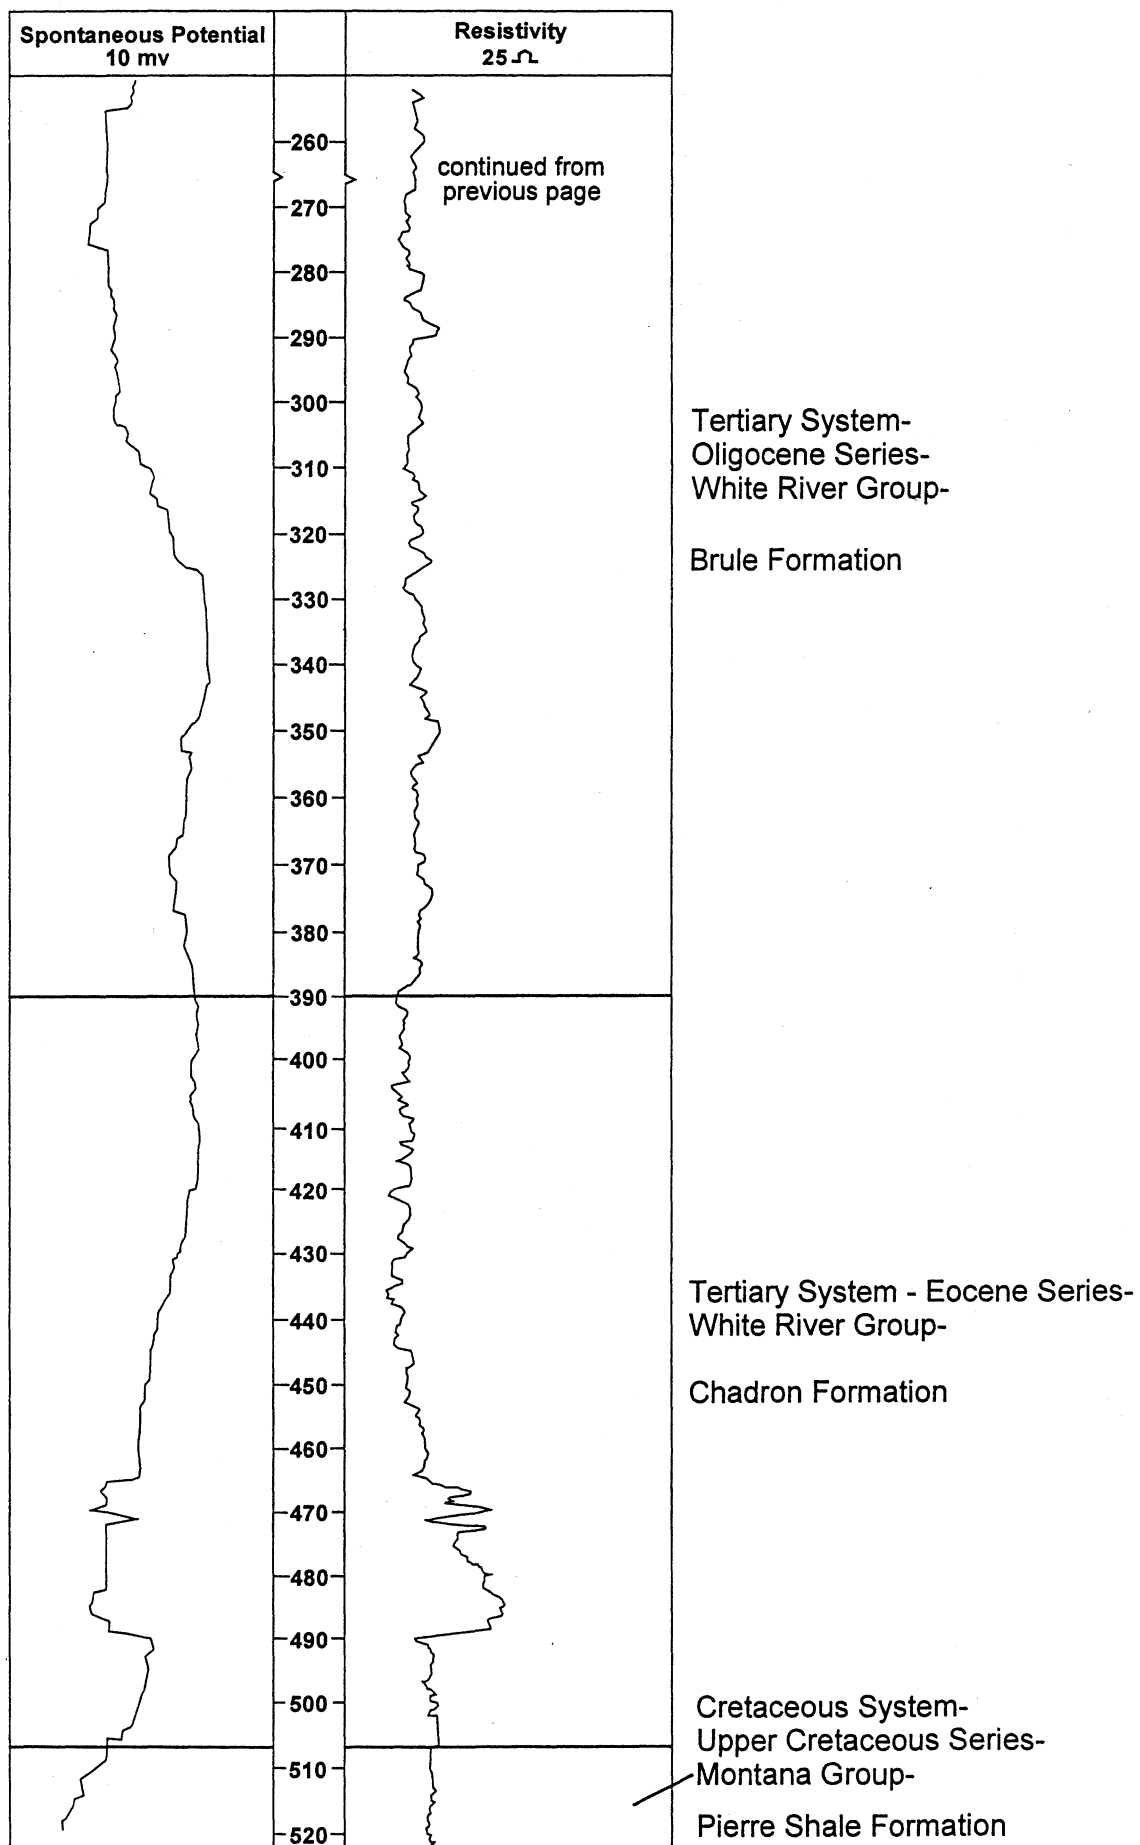 Spontaneous Potential
10 mv
Resistivity
25
260
continued from
previous page
270
280
290
300
Tertiary System-
Oligocene Series-
White River Group-
310
320
Brule Formation
330
340
350
360
370
380
390
400
410
420
430
Tertiary System - Eocene Series-
White River Group-
440
450
Chadron Formation
460
470
480
490
500
Cretaceous System-
Upper Cretaceous Series-
510
Montana Group-
Pierre Shale Formation
520